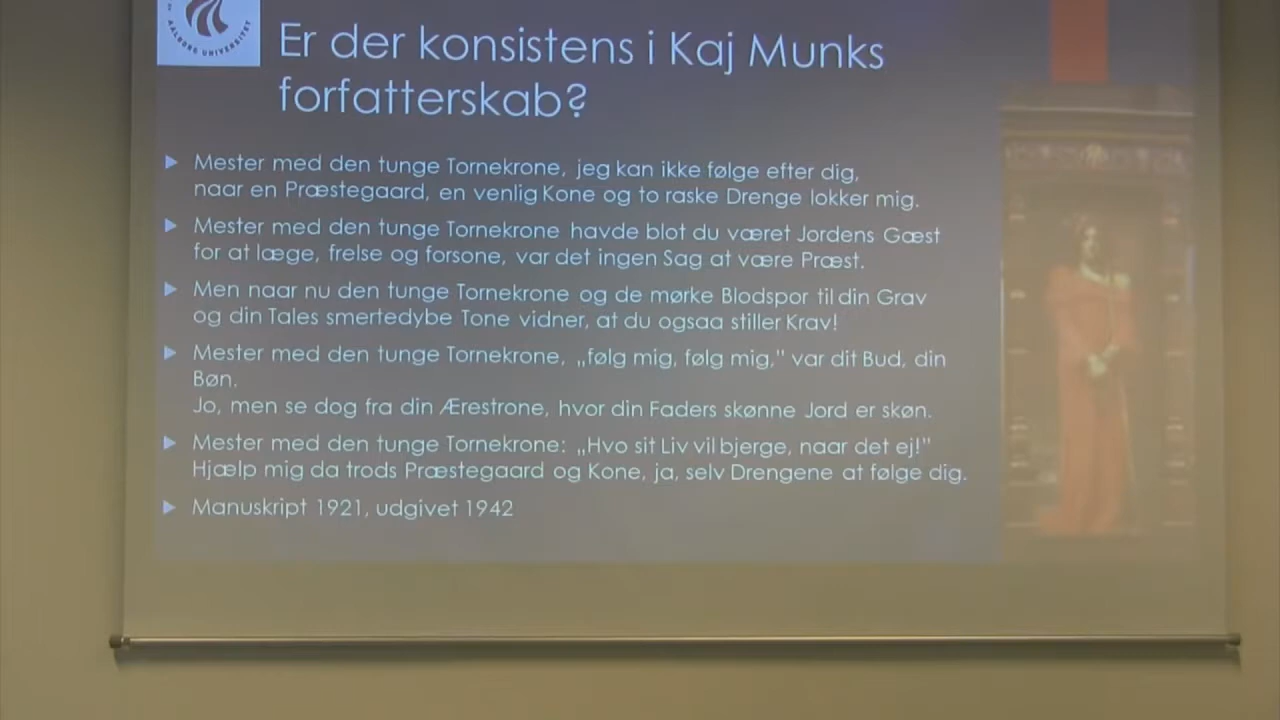 AALBORG UNIVERSITET
Er der konsistens i Kaj Munks
forfatterskab?
Mester med den tunge Tornekrone, jeg kan ikke følge efter dig,
naar en Præstegaard, en venlig Kone og to raske Drenge lokker mig.
Mester med den tunge Tornekrone havde blot du været Jordens Gæst
for at læge, frelse og forsone, var det ingen Sag at være Præst.
Men naar nu den tunge Tornekrone og de mørke Blodspor til din Grav
og din Tales smertedybe Tone vidner, at du ogsaa stiller Krav!
Mester med den tunge Tornekrone, „følg mig, følg mig," var dit Bud, din
Bøn.
Jo, men se dog fra din Ærestrone, hvor din Faders skønne Jord er skøn.
Mester med den tunge Tornekrone: „Hvo sit Liv vil bjerge, naar det ej!"
Hjælp mig da trods Præstegaard og Kone, ja, selv Drengene at følge dig.
Manuskript 1921, udgivet 1942